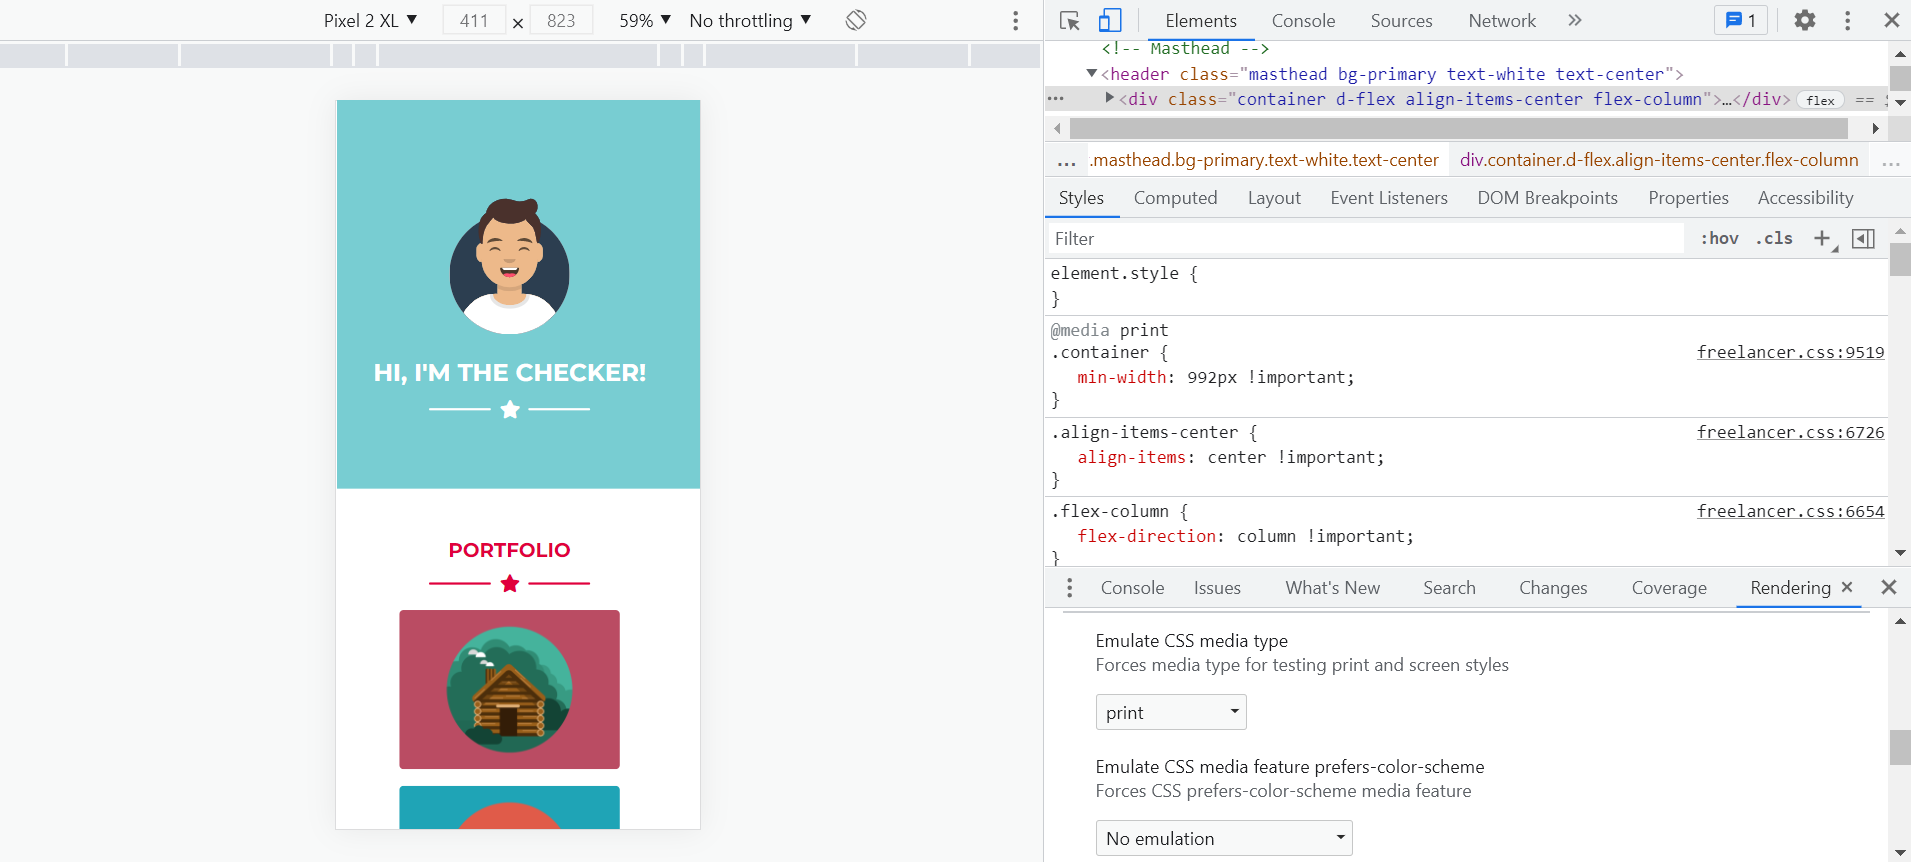 Pixel 2 XL ▼ 411 × 823 59% ▼ No throttling ▼
HI, I'M THE CHECKER!
PORTFOLIO
Elements Console Sources Network » 1
<!-- Masthead -->
▼<header class="masthead bg-primary text-white text-center">
… ▶<div class="container d-flex align-items-center flex-column">…</div> flex ==
… .masthead.bg-primary.text-white.text-center div.container.d-flex.align-items-center.flex-column …
Styles Computed Layout Event Listeners DOM Breakpoints Properties Accessibility
Filter :hov .cls +
element.style {
}
@media print
.container { freelancer.css:9519
min-width: 992px !important;
}
.align-items-center { freelancer.css:6726
align-items: center !important;
}
.flex-column { freelancer.css:6654
flex-direction: column !important;
}
Console Issues What's New Search Changes Coverage Rendering × ×
Emulate CSS media type
Forces media type for testing print and screen styles
print
Emulate CSS media feature prefers-color-scheme
Forces CSS prefers-color-scheme media feature
No emulation